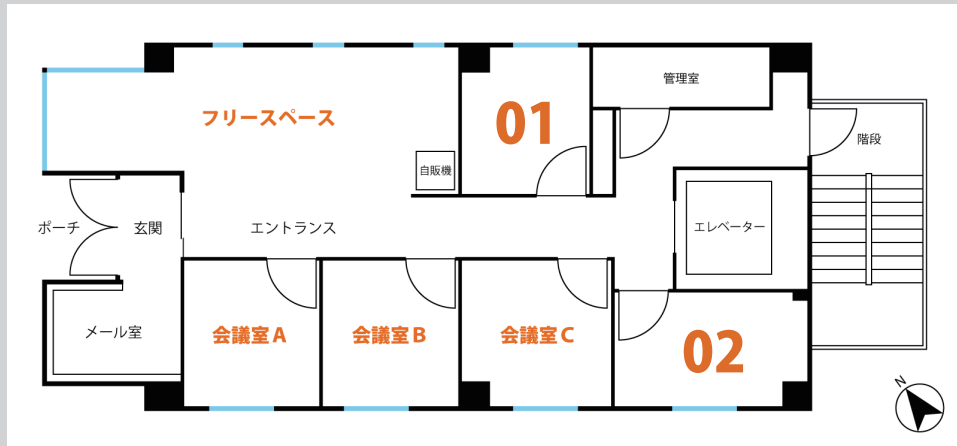 管理室
フリースペース
01
階段
自販機
ポーチ
玄関
エントランス
エレベーター
メール室
会議室A
会議室B
会議室C
02
N